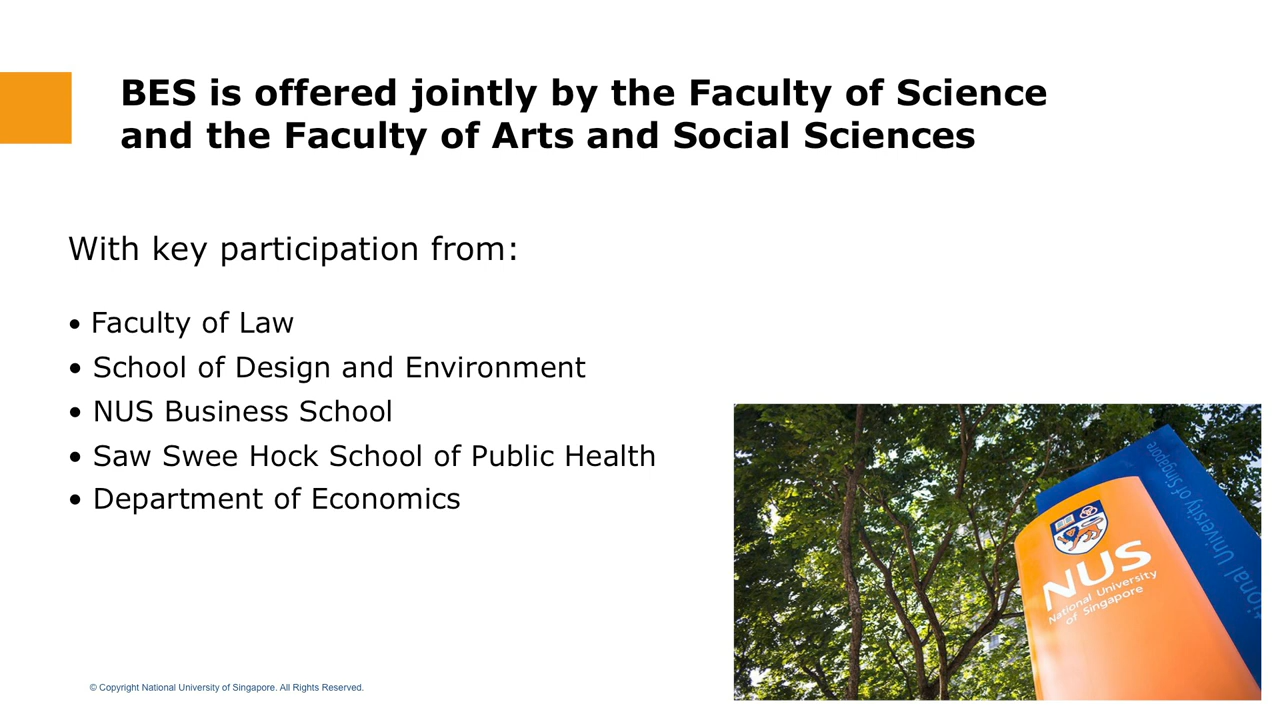 BES is offered jointly by the Faculty of Science
and the Faculty of Arts and Social Sciences
With key participation from:
• Faculty of Law
• School of Design and Environment
• NUS Business School
• Saw Swee Hock School of Public Health
• Department of Economics
tional University of Singapore
NUS
National University
of Singapore
© Copyright National University of Singapore. All Rights Reserved.